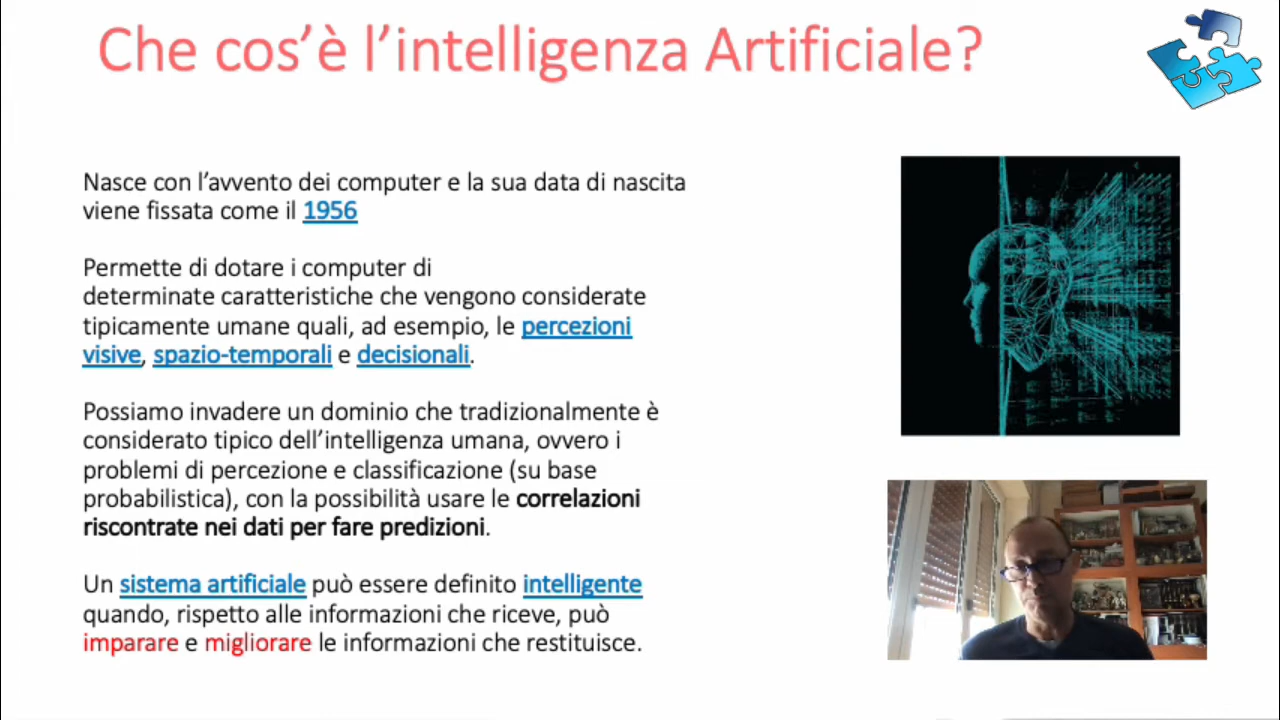 Che cos’è l’intelligenza Artificiale?
Nasce con l’avvento dei computer e la sua data di nascita
viene fissata come il 1956
Permette di dotare i computer di
determinate caratteristiche che vengono considerate
tipicamente umane quali, ad esempio, le percezioni
visive, spazio-temporali e decisionali.
Possiamo invadere un dominio che tradizionalmente è
considerato tipico dell’intelligenza umana, ovvero i
problemi di percezione e classificazione (su base
probabilistica), con la possibilità usare le correlazioni
riscontrate nei dati per fare predizioni.
Un sistema artificiale può essere definito intelligente
quando, rispetto alle informazioni che riceve, può
imparare e migliorare le informazioni che restituisce.